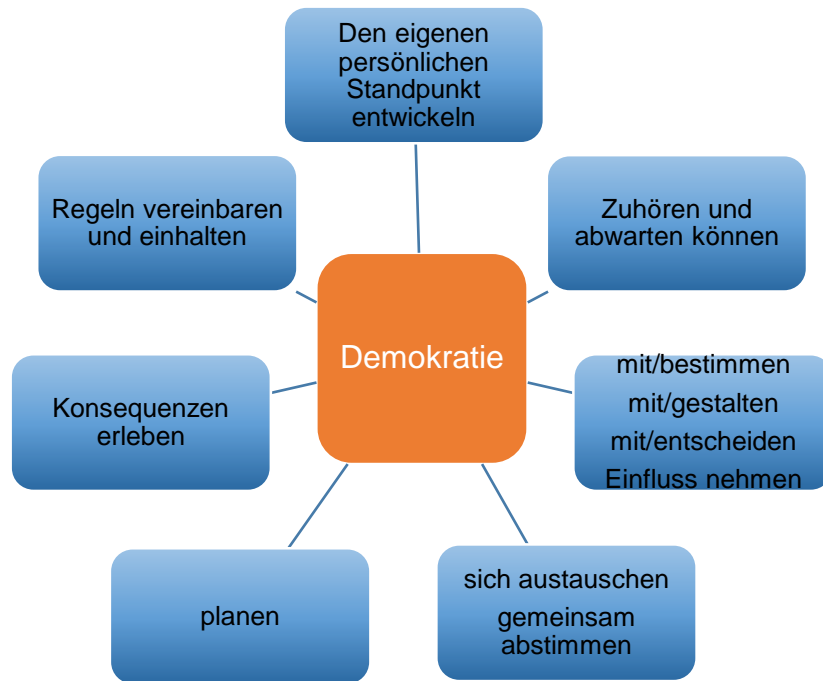 Den eigenen
persönlichen
Standpunkt
entwickeln
Zuhören und
abwarten können
mit/bestimmen
mit/gestalten
mit/entscheiden
Einfluss nehmen
sich austauschen
gemeinsam
abstimmen
planen
Konsequenzen
erleben
Regeln vereinbaren
und einhalten
Demokratie